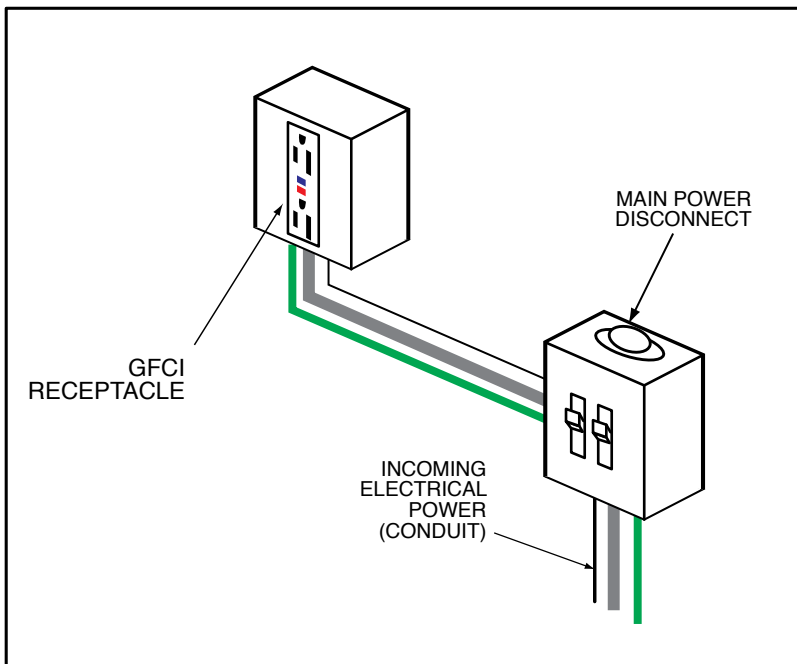 MAIN POWER
DISCONNECT
GFCI
RECEPTACLE
INCOMING
ELECTRICAL
POWER
(CONDUIT)